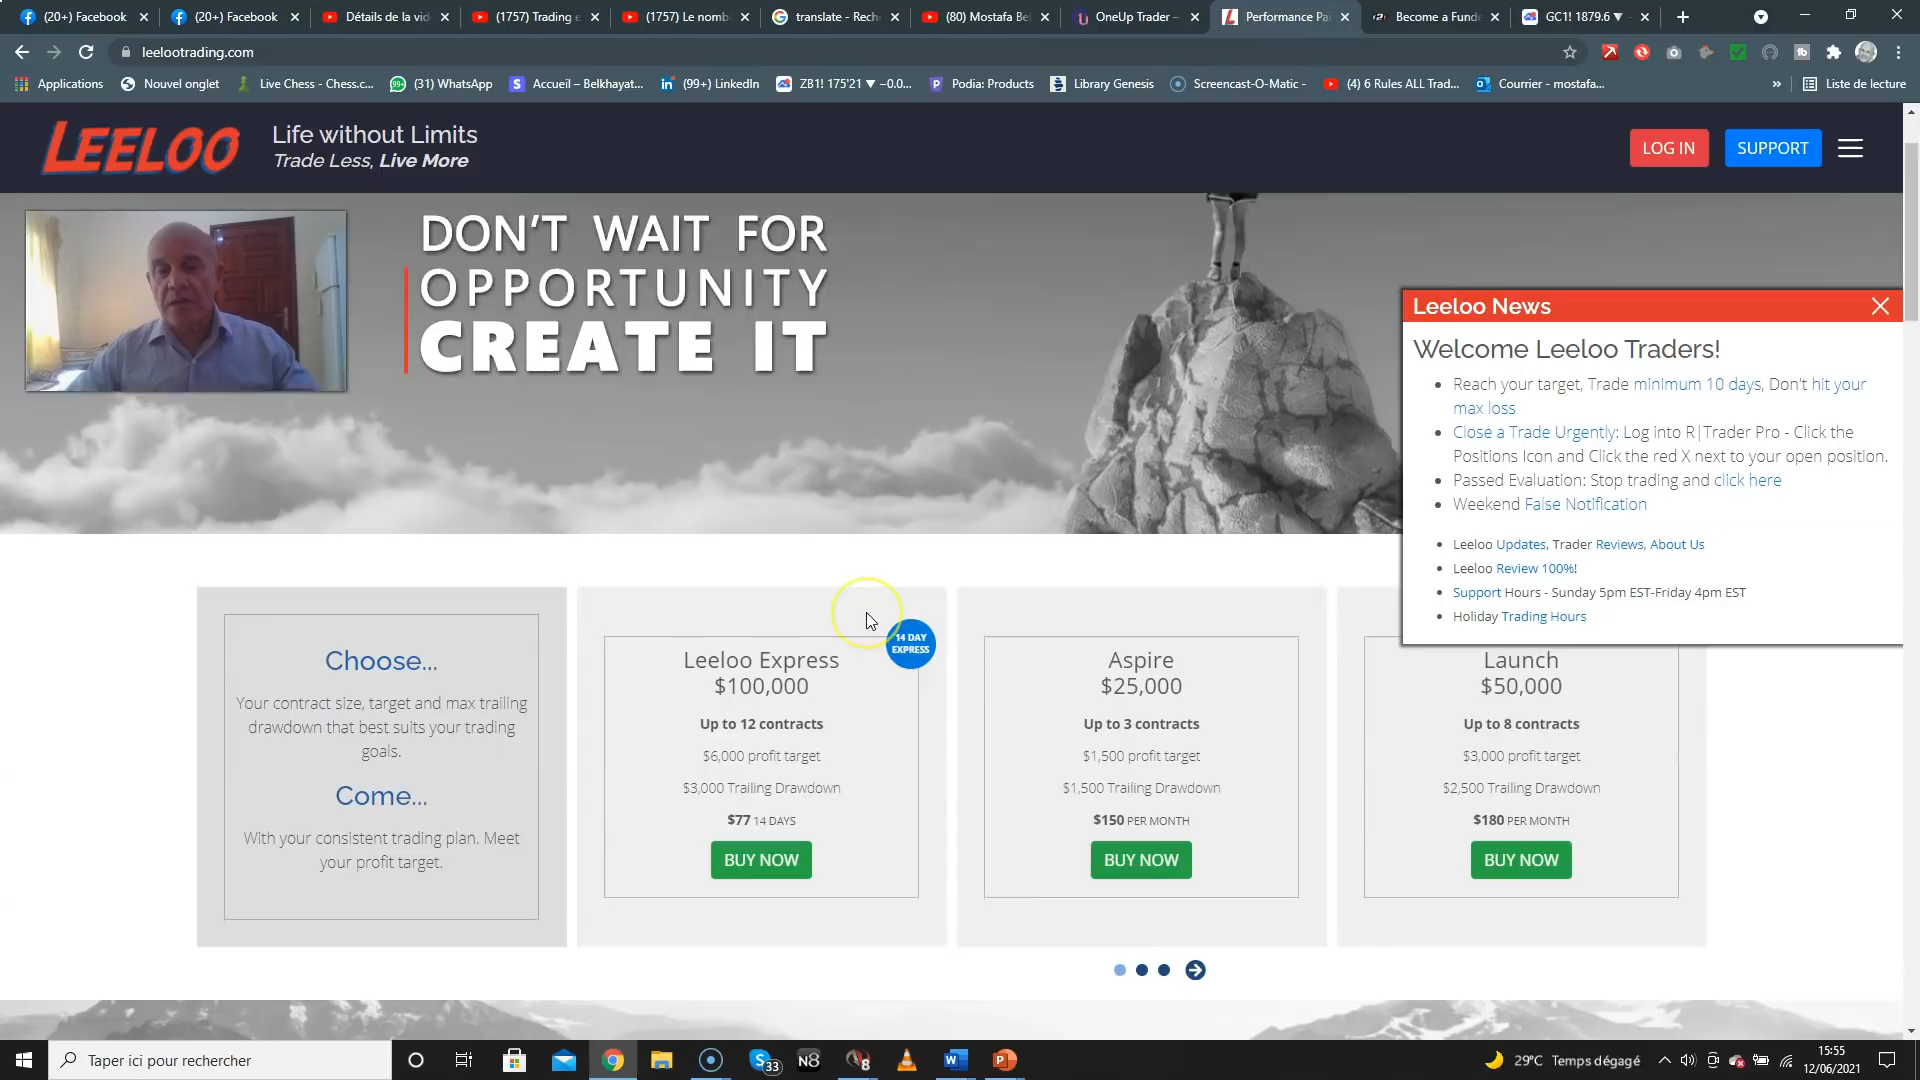 (20+) Facebook
(20+) Facebook
Détails de la vid
(1757) Trading e
(1757) Le nomb
translate - Rech
(80) Mostafa Be
OneUp Trader –
Performance Pa
Become a Fund
GC1! 1879.6 ▼
leelootrading.com
Applications
Nouvel onglet
Live Chess - Chess.c...
(31) WhatsApp
Accueil – Belkhayat...
(99+) LinkedIn
ZB1! 175'21 ▼ −0.0...
Podia: Products
Library Genesis
Screencast-O-Matic -
(4) 6 Rules ALL Trad...
Courrier - mostafa...
»
Liste de lecture
LEELOO
Life without Limits
Trade Less, Live More
LOG IN
SUPPORT
DON'T WAIT FOR
OPPORTUNITY
CREATE IT
Leeloo News
Welcome Leeloo Traders!
• Reach your target, Trade minimum 10 days, Don't hit your
max loss
• Close a Trade Urgently: Log into R|Trader Pro - Click the
Positions Icon and Click the red X next to your open position.
• Passed Evaluation: Stop trading and click here
• Weekend False Notification
• Leeloo Updates, Trader Reviews, About Us
• Leeloo Review 100%!
• Support Hours - Sunday 5pm EST-Friday 4pm EST
• Holiday Trading Hours
Choose...
Your contract size, target and max trailing
drawdown that best suits your trading
goals.
Come...
With your consistent trading plan. Meet
your profit target.
14 DAY
EXPRESS
Leeloo Express
$100,000
Up to 12 contracts
$6,000 profit target
$3,000 Trailing Drawdown
$77 14 DAYS
BUY NOW
Aspire
$25,000
Up to 3 contracts
$1,500 profit target
$1,500 Trailing Drawdown
$150 PER MONTH
BUY NOW
Launch
$50,000
Up to 8 contracts
$3,000 profit target
$2,500 Trailing Drawdown
$180 PER MONTH
BUY NOW
Taper ici pour rechercher
33
N8
8
29°C Temps dégagé
15:55
12/06/2021